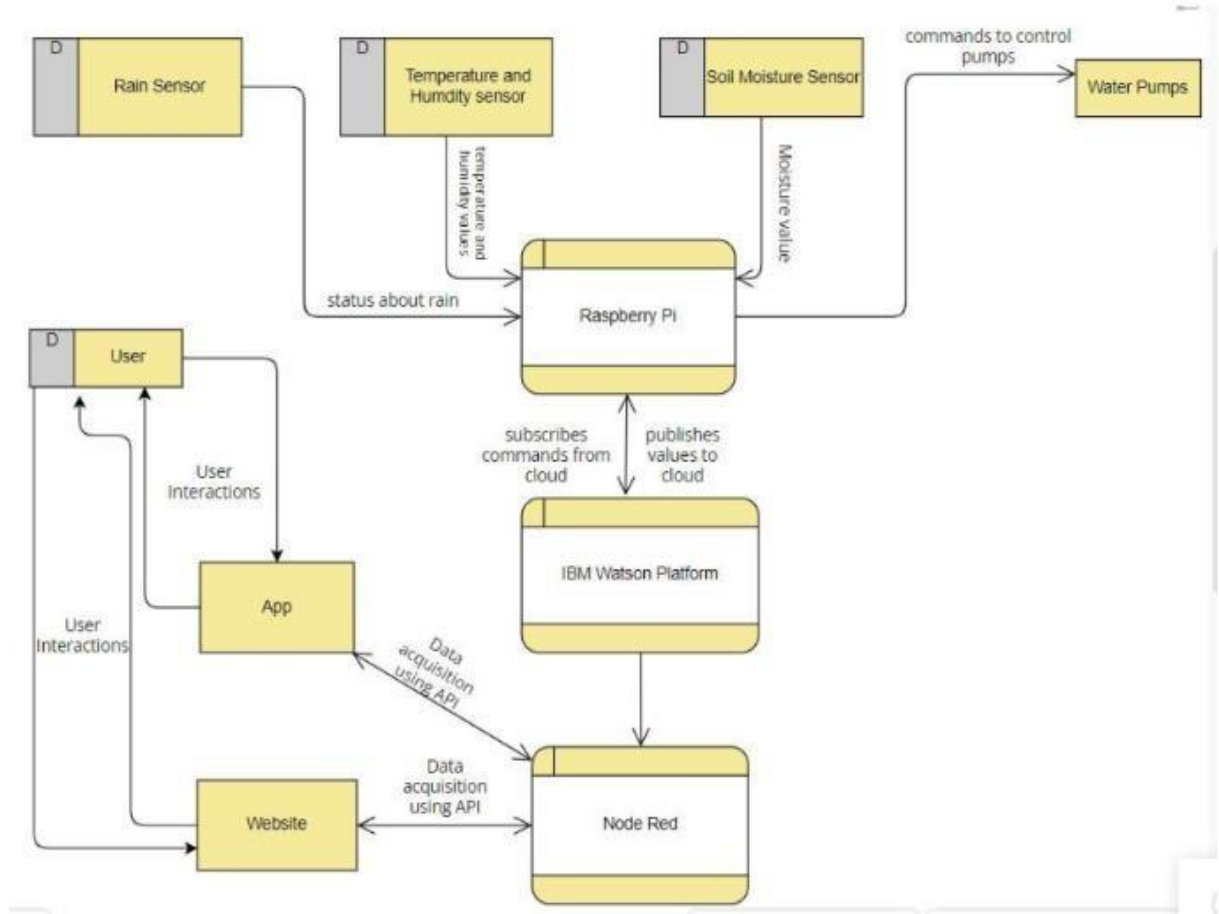 D
Rain Sensor
D
Temperature and
Humdity sensor
D
Soil Moisture Sensor
commands to control
pumps
Water Pumps
temperature and
humidity values
Moisture value
status about rain
Raspberry Pi
D
User
subscribes
commands from
cloud
publishes
values to
cloud
User
Interactions
IBM Watson Platform
App
User
Interactions
Data
acquisition
using API
Data
acquisition
using API
Website
Node Red